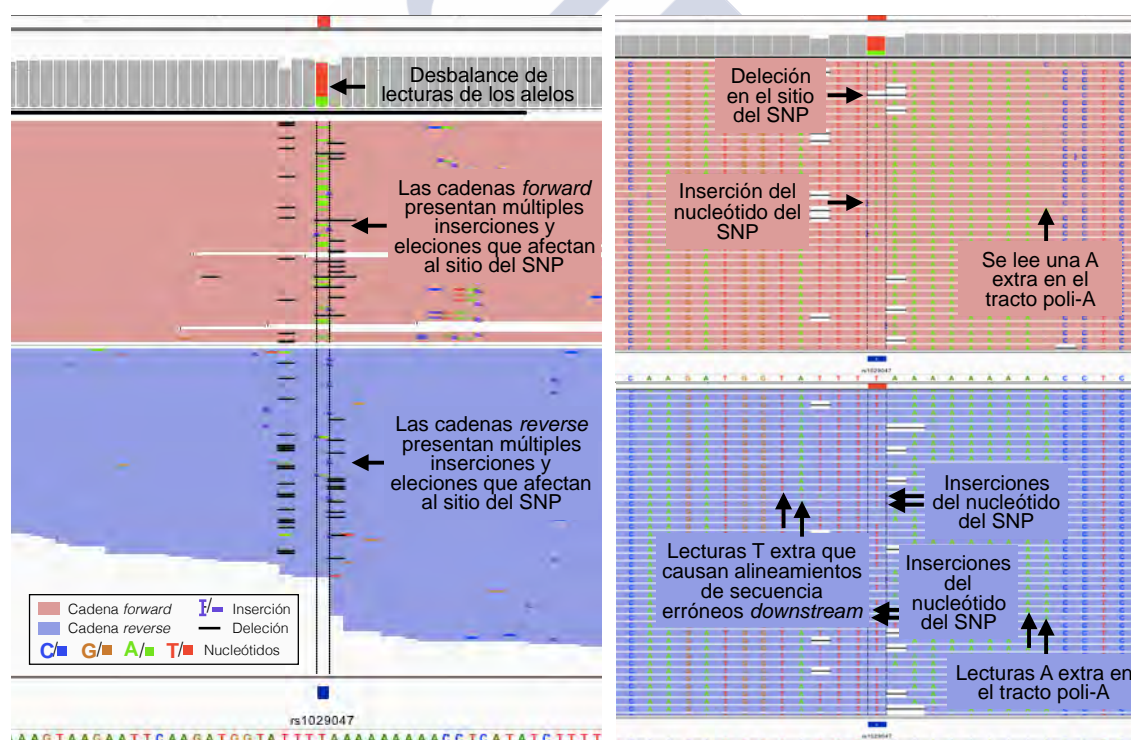 Desbalance de
lecturas de los alelos
Las cadenas forward
presentan múltiples
inserciones y
eleciones que afectan
al sitio del SNP
Las cadenas reverse
presentan múltiples
inserciones y
eleciones que afectan
al sitio del SNP
Cadena forward
I/ Inserción
Cadena reverse
Deleción
C/ G/ A/ T/ Nucleótidos
rs1029047
AAGTAAGAATTCAAGATGGTATTTTAAAAAAAAACCTCATATCTTTT
Deleción
en el sitio
del SNP
Inserción del
nucleótido del
SNP
Se lee una A
extra en el
tracto poli-A
rs1029047
CAAGATGGTATTTTAAAAAAAAACCTC
Inserciones
del nucleótido
del SNP
Lecturas T extra que
causan alineamientos
de secuencia
erróneos downstream
Inserciones
del
nucleótido
del SNP
Lecturas A extra en
el tracto poli-A
rs1029047